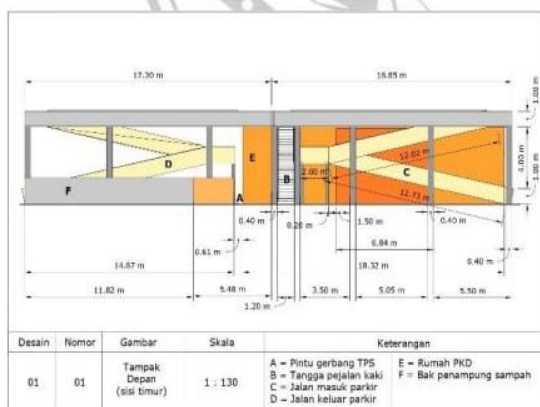 17.30 m
16.85 m
1.00 m
4.00 m
1.00 m
E
D
B
C
F
A
2.00 m
12.02 m
12.73 m
0.40 m
0.20 m
1.50 m
0.40 m
0.61 m
6.84 m
0.40 m
14.67 m
18.32 m
11.82 m
5.48 m
3.50 m
5.05 m
5.50 m
1.20 m
Desain Nomor Gambar Skala Keterangan
01 01 Tampak Depan (sisi timur) 1 : 130
A = Pintu gerbang TPS
B = Tangga pejalan kaki
C = Jalan masuk parkir
D = Jalan keluar parkir
E = Rumah PKD
F = Bak penampung sampah